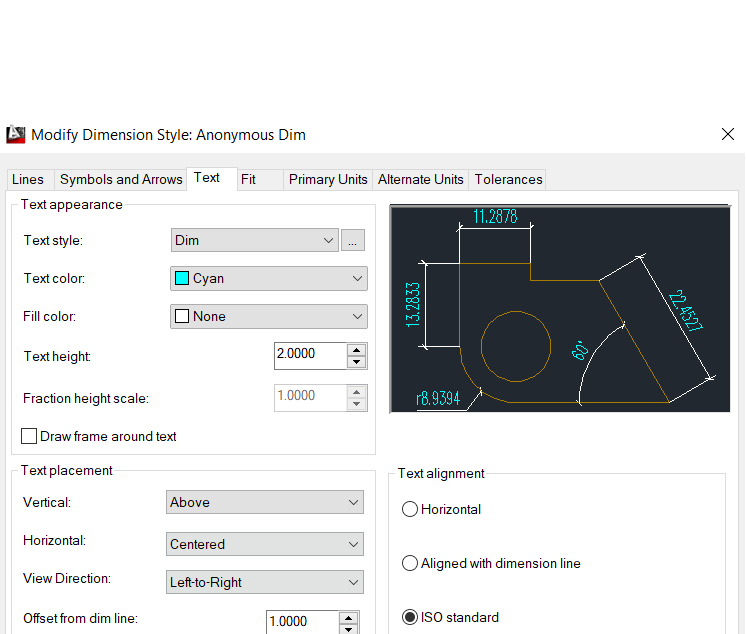 Modify Dimension Style: Anonymous Dim
Lines Symbols and Arrows Text Fit Primary Units Alternate Units Tolerances
Text appearance
Text style: Dim ...
Text color: Cyan
Fill color: None
Text height: 2.0000
Fraction height scale: 1.0000
Draw frame around text
11.2878
13.2833
22.4527
60°
r8.9394
Text placement
Vertical: Above
Horizontal: Centered
View Direction: Left-to-Right
Offset from dim line: 1.0000
Text alignment
Horizontal
Aligned with dimension line
ISO standard